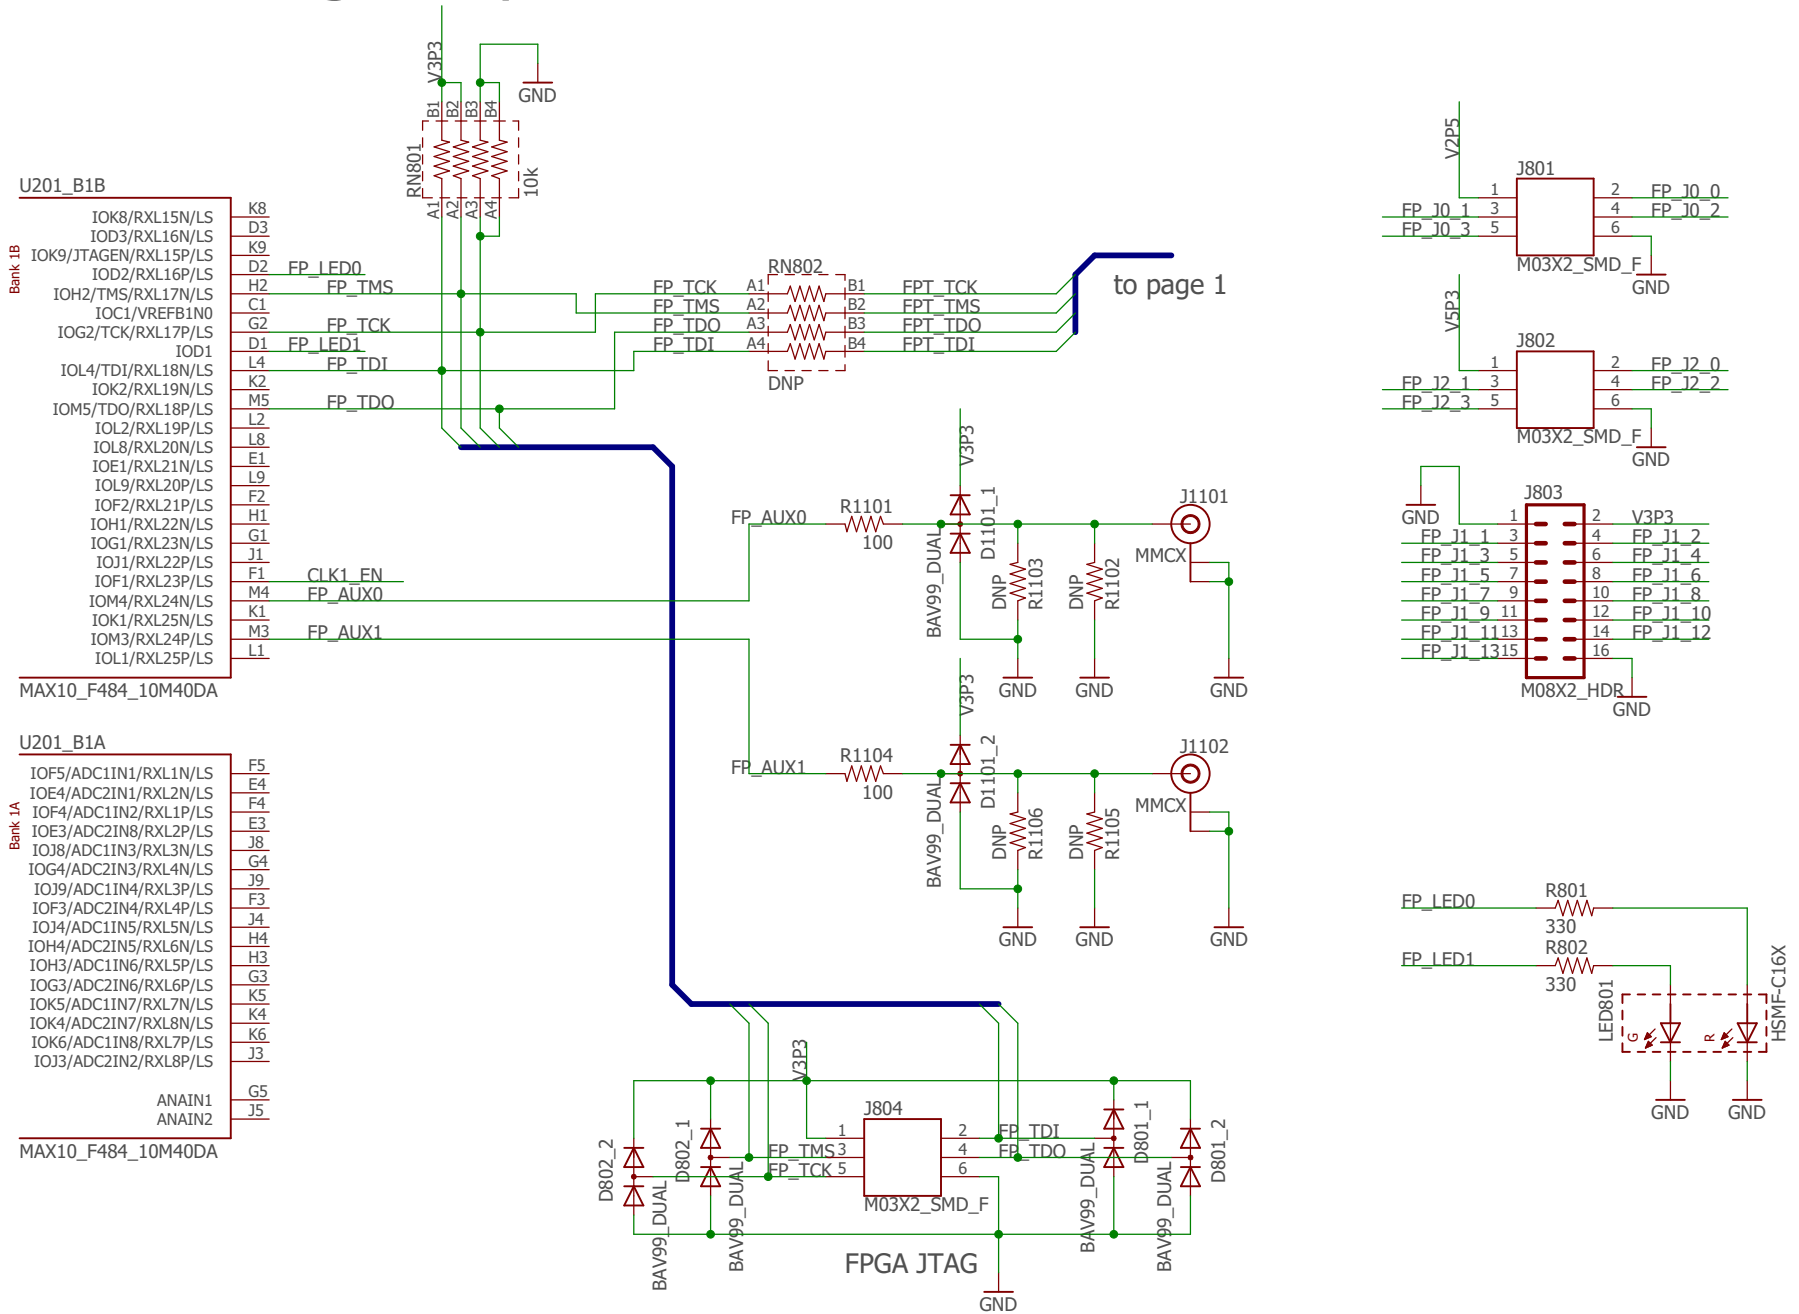 V3P3
GND
B1 B2 B3 B4
RN801
10k
A1 A2 A3 A4
U201_B1B
Bank 1B
IOK8/RXL15N/LS K8
IOD3/RXL16N/LS D3
IOK9/JTAGEN/RXL15P/LS K9
IOD2/RXL16P/LS D2 FP_LED0
IOH2/TMS/RXL17N/LS H2 FP_TMS
IOC1/VREFB1N0 C1
IOG2/TCK/RXL17P/LS G2 FP_TCK
IOD1 D1 FP_LED1
IOL4/TDI/RXL18N/LS L4 FP_TDI
IOK2/RXL19N/LS K2
IOM5/TDO/RXL18P/LS M5 FP_TDO
IOL2/RXL19P/LS L2
IOL8/RXL20N/LS L8
IOE1/RXL21N/LS E1
IOL9/RXL20P/LS L9
IOF2/RXL21P/LS F2
IOH1/RXL22N/LS H1
IOG1/RXL23N/LS G1
IOJ1/RXL22P/LS J1
IOF1/RXL23P/LS F1 CLK1_EN
IOM4/RXL24N/LS M4 FP_AUX0
IOK1/RXL25N/LS K1
IOM3/RXL24P/LS M3 FP_AUX1
IOL1/RXL25P/LS L1
MAX10_F484_10M40DA
U201_B1A
Bank 1A
IOF5/ADC1IN1/RXL1N/LS F5
IOE4/ADC2IN1/RXL2N/LS E4
IOF4/ADC1IN2/RXL1P/LS F4
IOE3/ADC2IN8/RXL2P/LS E3
IOJ8/ADC1IN3/RXL3N/LS J8
IOG4/ADC2IN3/RXL4N/LS G4
IOJ9/ADC1IN4/RXL3P/LS J9
IOF3/ADC2IN4/RXL4P/LS F3
IOJ4/ADC1IN5/RXL5N/LS J4
IOH4/ADC2IN5/RXL6N/LS H4
IOH3/ADC1IN6/RXL5P/LS H3
IOG3/ADC2IN6/RXL6P/LS G3
IOK5/ADC1IN7/RXL7N/LS K5
IOK4/ADC2IN7/RXL8N/LS K4
IOK6/ADC1IN8/RXL7P/LS K6
IOJ3/ADC2IN2/RXL8P/LS J3
ANAIN1 G5
ANAIN2 J5
MAX10_F484_10M40DA
RN802
FP_TCK A1 B1 FPT_TCK
FP_TMS A2 B2 FPT_TMS
FP_TDO A3 B3 FPT_TDO
FP_TDI A4 B4 FPT_TDI
DNP
to page 1
V3P3
FP_AUX0
R1101
100
BAV99_DUAL
D1101_1
DNP
R1103
DNP
R1102
J1101
MMCX
GND
GND
GND
V3P3
FP_AUX1
R1104
100
BAV99_DUAL
D1101_2
DNP
R1106
DNP
R1105
J1102
MMCX
GND
GND
GND
V3P3
J804
1 2 FP_TDI
FP_TMS 3 4 FP_TDO
FP_TCK 5 6
M03X2_SMD_F
D802_2
BAV99_DUAL
D802_1
BAV99_DUAL
D801_1
BAV99_DUAL
D801_2
BAV99_DUAL
FPGA JTAG
GND
V2P5
J801
1 2 FP_J0_0
FP_J0_1 3 4 FP_J0_2
FP_J0_3 5 6
M03X2_SMD_F
GND
V5P3
J802
1 2 FP_J2_0
FP_J2_1 3 4 FP_J2_2
FP_J2_3 5 6
M03X2_SMD_F
GND
J803
GND
1 2 V3P3
FP_J1_1 3 4 FP_J1_2
FP_J1_3 5 6 FP_J1_4
FP_J1_5 7 8 FP_J1_6
FP_J1_7 9 10 FP_J1_8
FP_J1_9 11 12 FP_J1_10
FP_J1_11 13 14 FP_J1_12
FP_J1_13 15 16
M08X2_HDR
GND
FP_LED0
R801
330
FP_LED1
R802
330
LED801
G
R
HSMF-C16X
GND
GND